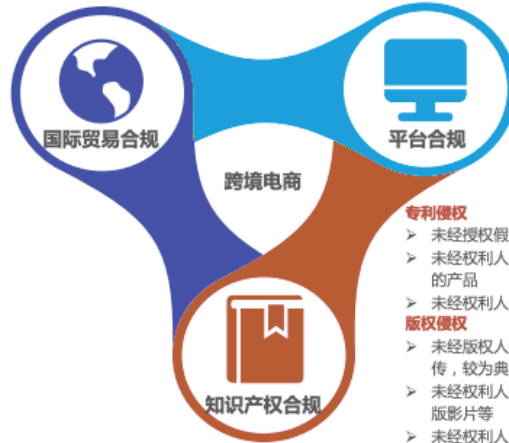 国际贸易合规
平台合规
跨境电商
知识产权合规
专利侵权
➢ 未经授权假
➢ 未经权利人
的产品
➢ 未经权利人
版权侵权
➢ 未经版权人
传，较为典
➢ 未经权利人
版影片等
➢ 未经权利人